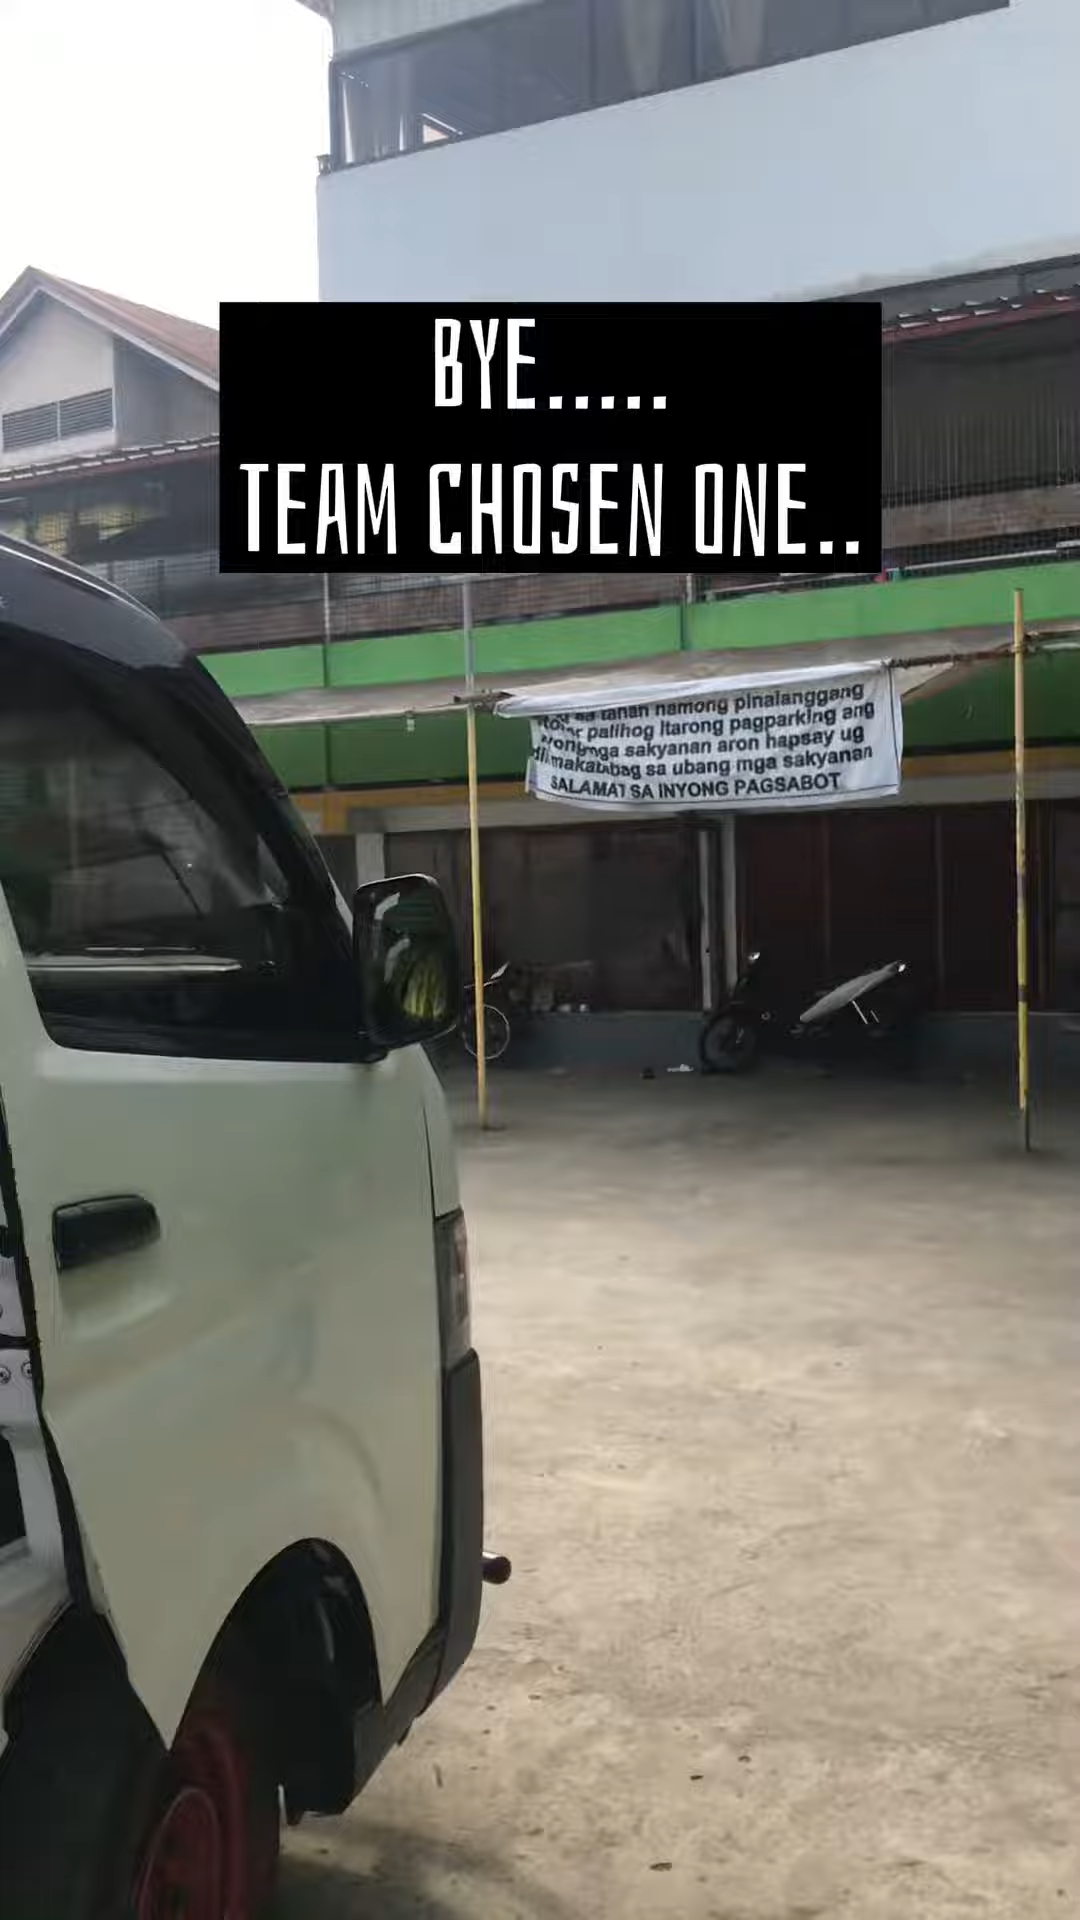 BYE.....
TEAM CHOSEN ONE..
tanan namong pinalanggang
palihog itarong pagparking ang
mga sakyanan aron hapsay ug
makababag sa ubang mga sakyanan
SALAMAT SA INYONG PAGSABOT